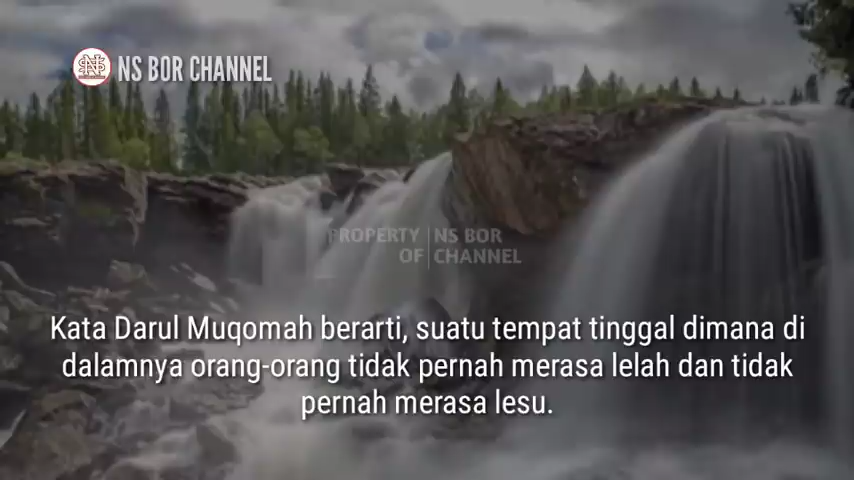 NS BOR CHANNEL
PROPERTY OF
NS BOR CHANNEL
Kata Darul Muqomah berarti, suatu tempat tinggal dimana di
dalamnya orang-orang tidak pernah merasa lelah dan tidak
pernah merasa lesu.